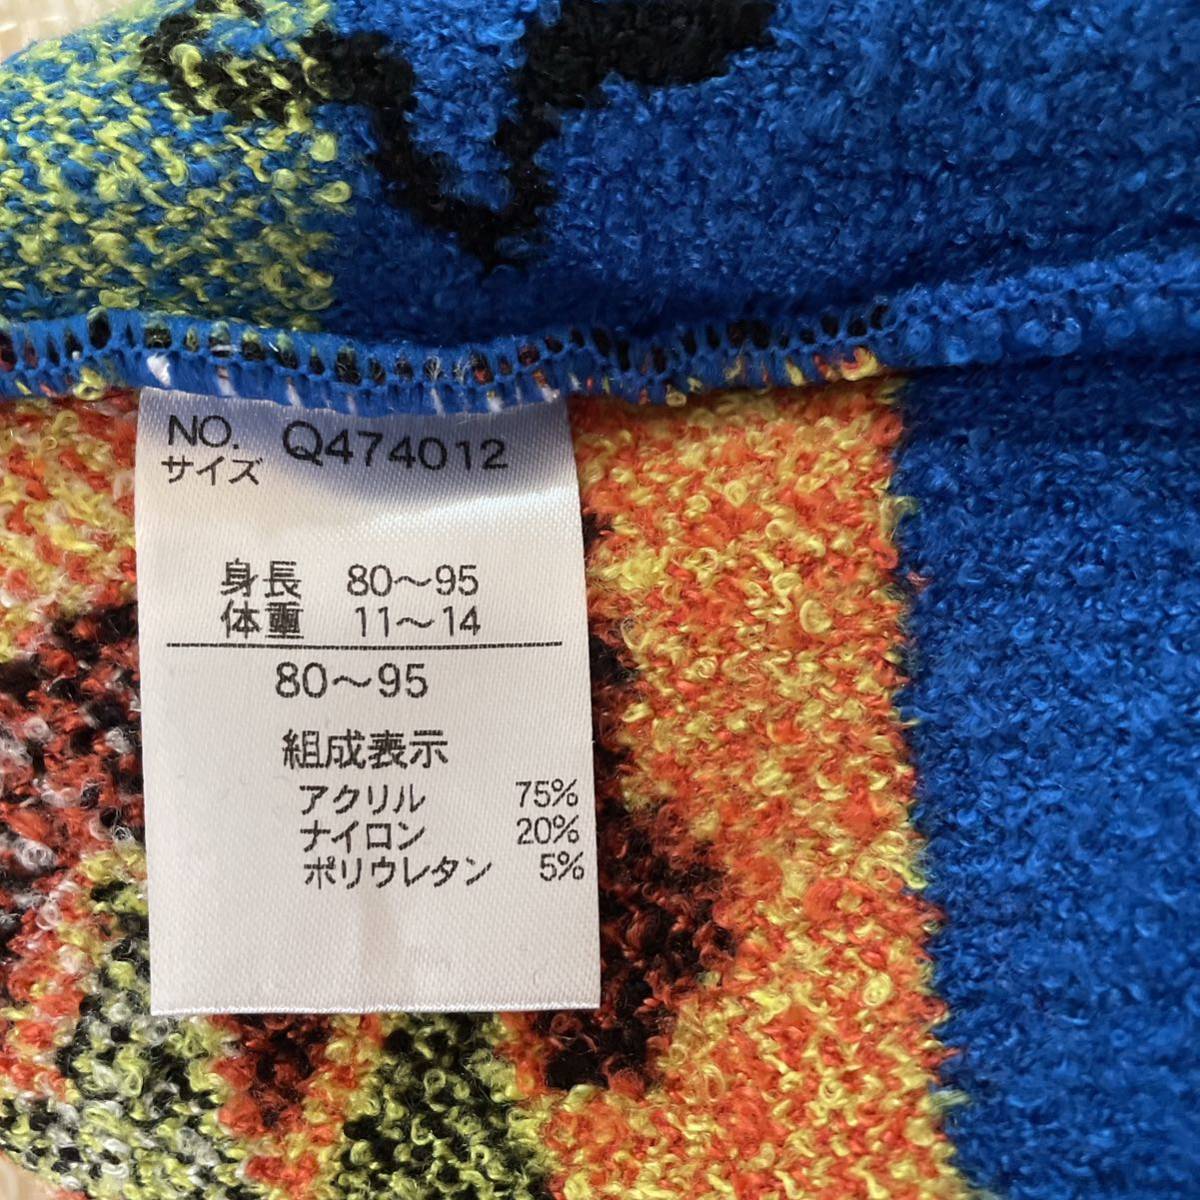 NO. Q474012
サイズ
身長 80～95
体重 11～14
80～95
組成表示
アクリル 75%
ナイロン 20%
ポリウレタン 5%